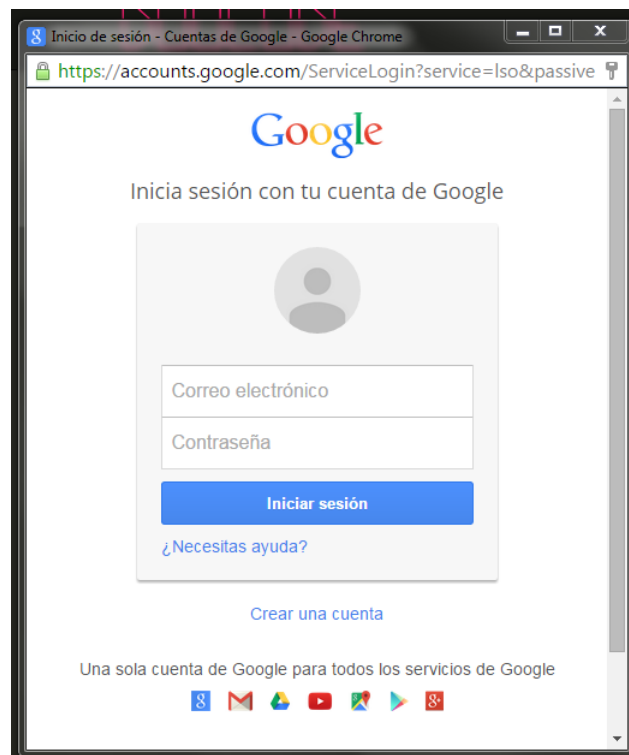 Inicio de sesión - Cuentas de Google - Google Chrome
https://accounts.google.com/ServiceLogin?service=lso&passive
Google
Inicia sesión con tu cuenta de Google
Correo electrónico
Contraseña
Iniciar sesión
¿Necesitas ayuda?
Crear una cuenta
Una sola cuenta de Google para todos los servicios de Google